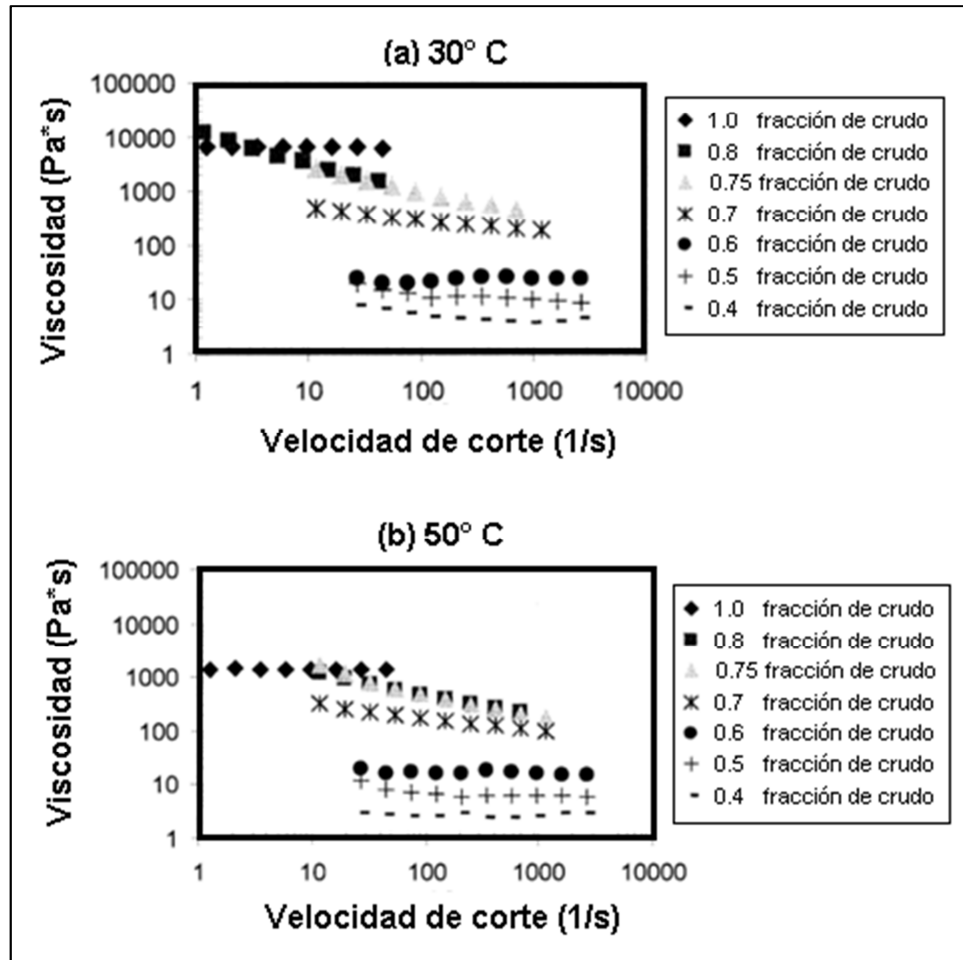 (a) 30° C
100000
10000
1000
100
10
1
Viscosidad (Pa*s)
1 10 100 1000 10000
Velocidad de corte (1/s)
1.0 fracción de crudo
0.8 fracción de crudo
0.75 fracción de crudo
0.7 fracción de crudo
0.6 fracción de crudo
0.5 fracción de crudo
0.4 fracción de crudo
(b) 50° C
100000
10000
1000
100
10
1
Viscosidad (Pa*s)
1 10 100 1000 10000
Velocidad de corte (1/s)
1.0 fracción de crudo
0.8 fracción de crudo
0.75 fracción de crudo
0.7 fracción de crudo
0.6 fracción de crudo
0.5 fracción de crudo
0.4 fracción de crudo